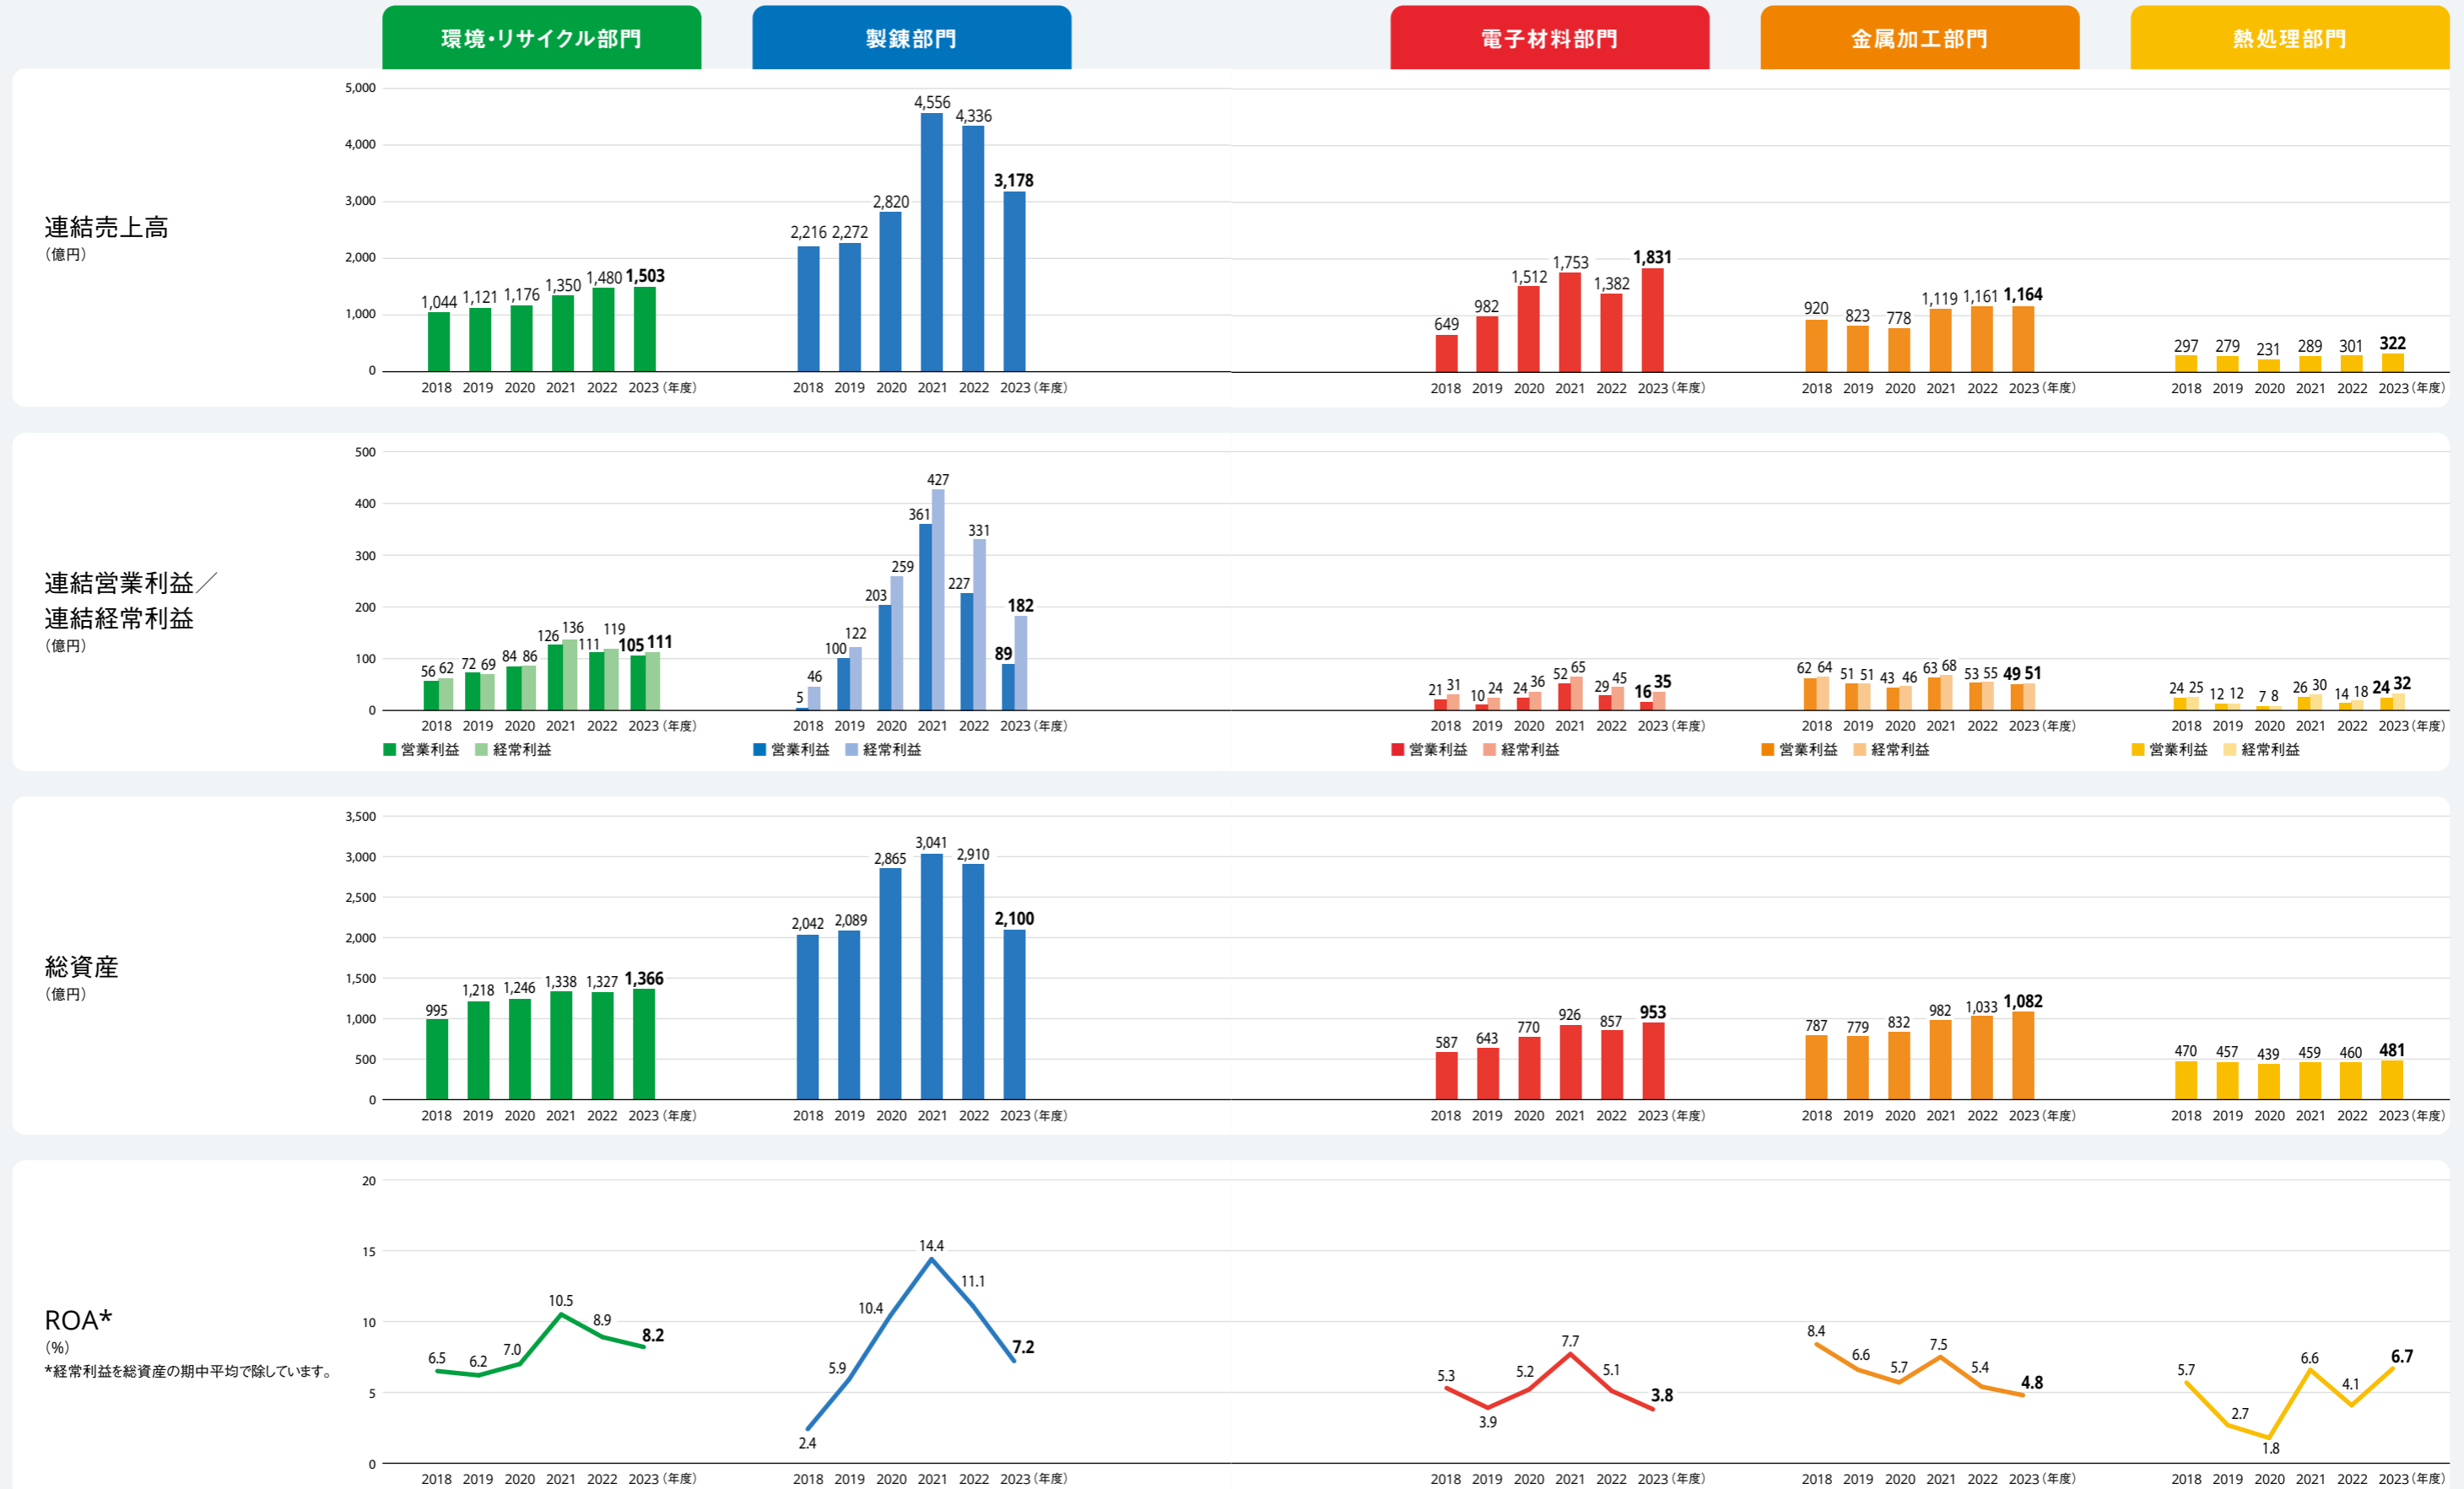 環境・リサイクル部門
製錬部門
電子材料部門
金属加工部門
熱処理部門
連結売上高
（億円）
5,000
4,000
3,000
2,000
1,000
0
1,044 1,121 1,176 1,350 1,480 1,503
2018 2019 2020 2021 2022 2023（年度）
2,216 2,272 2,820 4,556 4,336 3,178
2018 2019 2020 2021 2022 2023（年度）
649 982 1,512 1,753 1,382 1,831
2018 2019 2020 2021 2022 2023（年度）
920 823 778 1,119 1,161 1,164
2018 2019 2020 2021 2022 2023（年度）
297 279 231 289 301 322
2018 2019 2020 2021 2022 2023（年度）
連結営業利益／
連結経常利益
（億円）
500
400
300
200
100
0
56 62 72 69 84 86 126 136 111 119 105 111
2018 2019 2020 2021 2022 2023（年度）
営業利益 経常利益
5 46 100 122 203 259 361 427 227 331 89 182
2018 2019 2020 2021 2022 2023（年度）
営業利益 経常利益
21 31 10 24 24 36 52 65 29 45 16 35
2018 2019 2020 2021 2022 2023（年度）
営業利益 経常利益
62 64 51 51 43 46 63 68 53 55 49 51
2018 2019 2020 2021 2022 2023（年度）
営業利益 経常利益
24 25 12 12 7 8 26 30 14 18 24 32
2018 2019 2020 2021 2022 2023（年度）
営業利益 経常利益
総資産
（億円）
3,500
3,000
2,500
2,000
1,500
1,000
500
0
995 1,218 1,246 1,338 1,327 1,366
2018 2019 2020 2021 2022 2023（年度）
2,042 2,089 2,865 3,041 2,910 2,100
2018 2019 2020 2021 2022 2023（年度）
587 643 770 926 857 953
2018 2019 2020 2021 2022 2023（年度）
787 779 832 982 1,033 1,082
2018 2019 2020 2021 2022 2023（年度）
470 457 439 459 460 481
2018 2019 2020 2021 2022 2023（年度）
ROA*
（%）
*経常利益を総資産の期中平均で除しています。
20
15
10
5
0
6.5 6.2 7.0 10.5 8.9 8.2
2018 2019 2020 2021 2022 2023（年度）
2.4 5.9 10.4 14.4 11.1 7.2
2018 2019 2020 2021 2022 2023（年度）
5.3 3.9 5.2 7.7 5.1 3.8
2018 2019 2020 2021 2022 2023（年度）
8.4 6.6 5.7 7.5 5.4 4.8
2018 2019 2020 2021 2022 2023（年度）
5.7 2.7 1.8 6.6 4.1 6.7
2018 2019 2020 2021 2022 2023（年度）